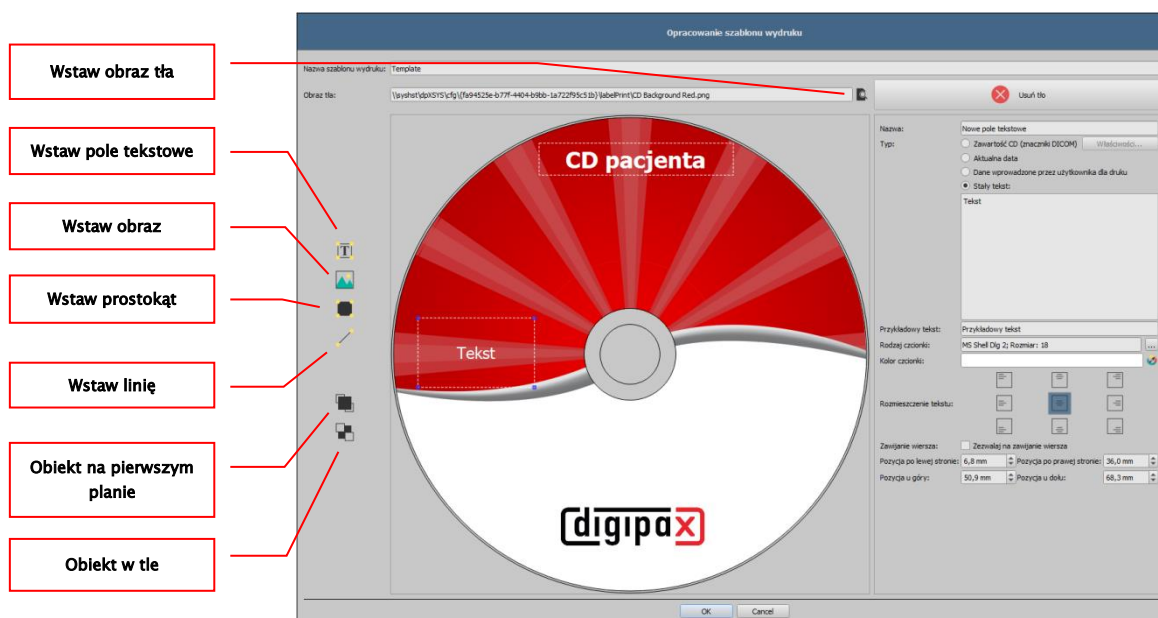 Opracowanie szablonu wydruku
Wstaw obraz tła
Nazwa szablonu wydruku: Template
Obraz tła: \\syshst\dpXSYS\cfg\{fa94525e-b77f-4404-b9bb-1a722f95c51b}\labelPrint\CD Background Red.png
Usuń tło
Wstaw pole tekstowe
Wstaw obraz
Wstaw prostokąt
Wstaw linię
Obiekt na pierwszym
planie
Obiekt w tle
CD pacjenta
Tekst
digipax
Nazwa: Nowe pole tekstowe
Typ: Zawartość CD (znaczniki DICOM) Właściwości...
Aktualna data
Dane wprowadzone przez użytkownika dla druku
Stały tekst:
Tekst
Przykładowy tekst: Przykładowy tekst
Rodzaj czcionki: MS Shell Dlg 2; Rozmiar: 18 ...
Kolor czcionki:
Rozmieszczenie tekstu:
Zawijanie wiersza: Zezwalaj na zawijanie wiersza
Pozycja po lewej stronie: 6,8 mm Pozycja po prawej stronie: 36,0 mm
Pozycja u góry: 50,9 mm Pozycja u dołu: 68,3 mm
OK Cancel